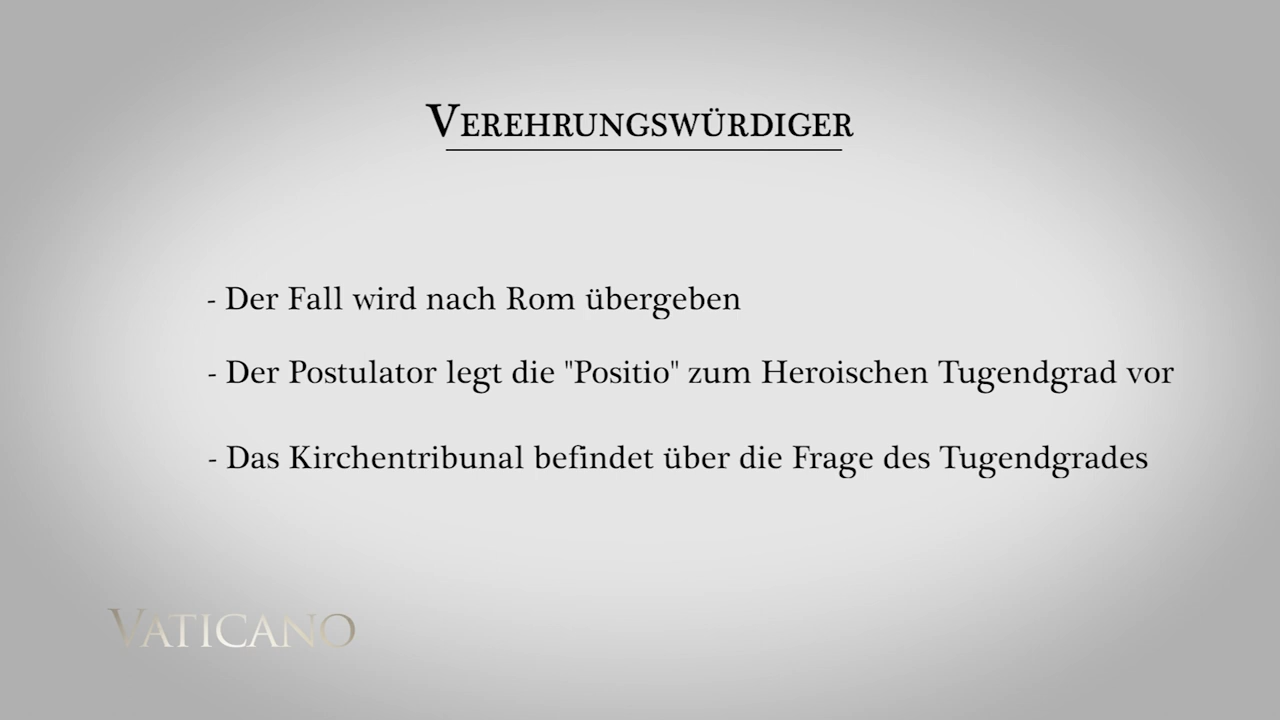 VEREHRUNGSWÜRDIGER
- Der Fall wird nach Rom übergeben
- Der Postulator legt die "Positio" zum Heroischen Tugendgrad vor
- Das Kirchentribunal befindet über die Frage des Tugendgrades
VATICANO